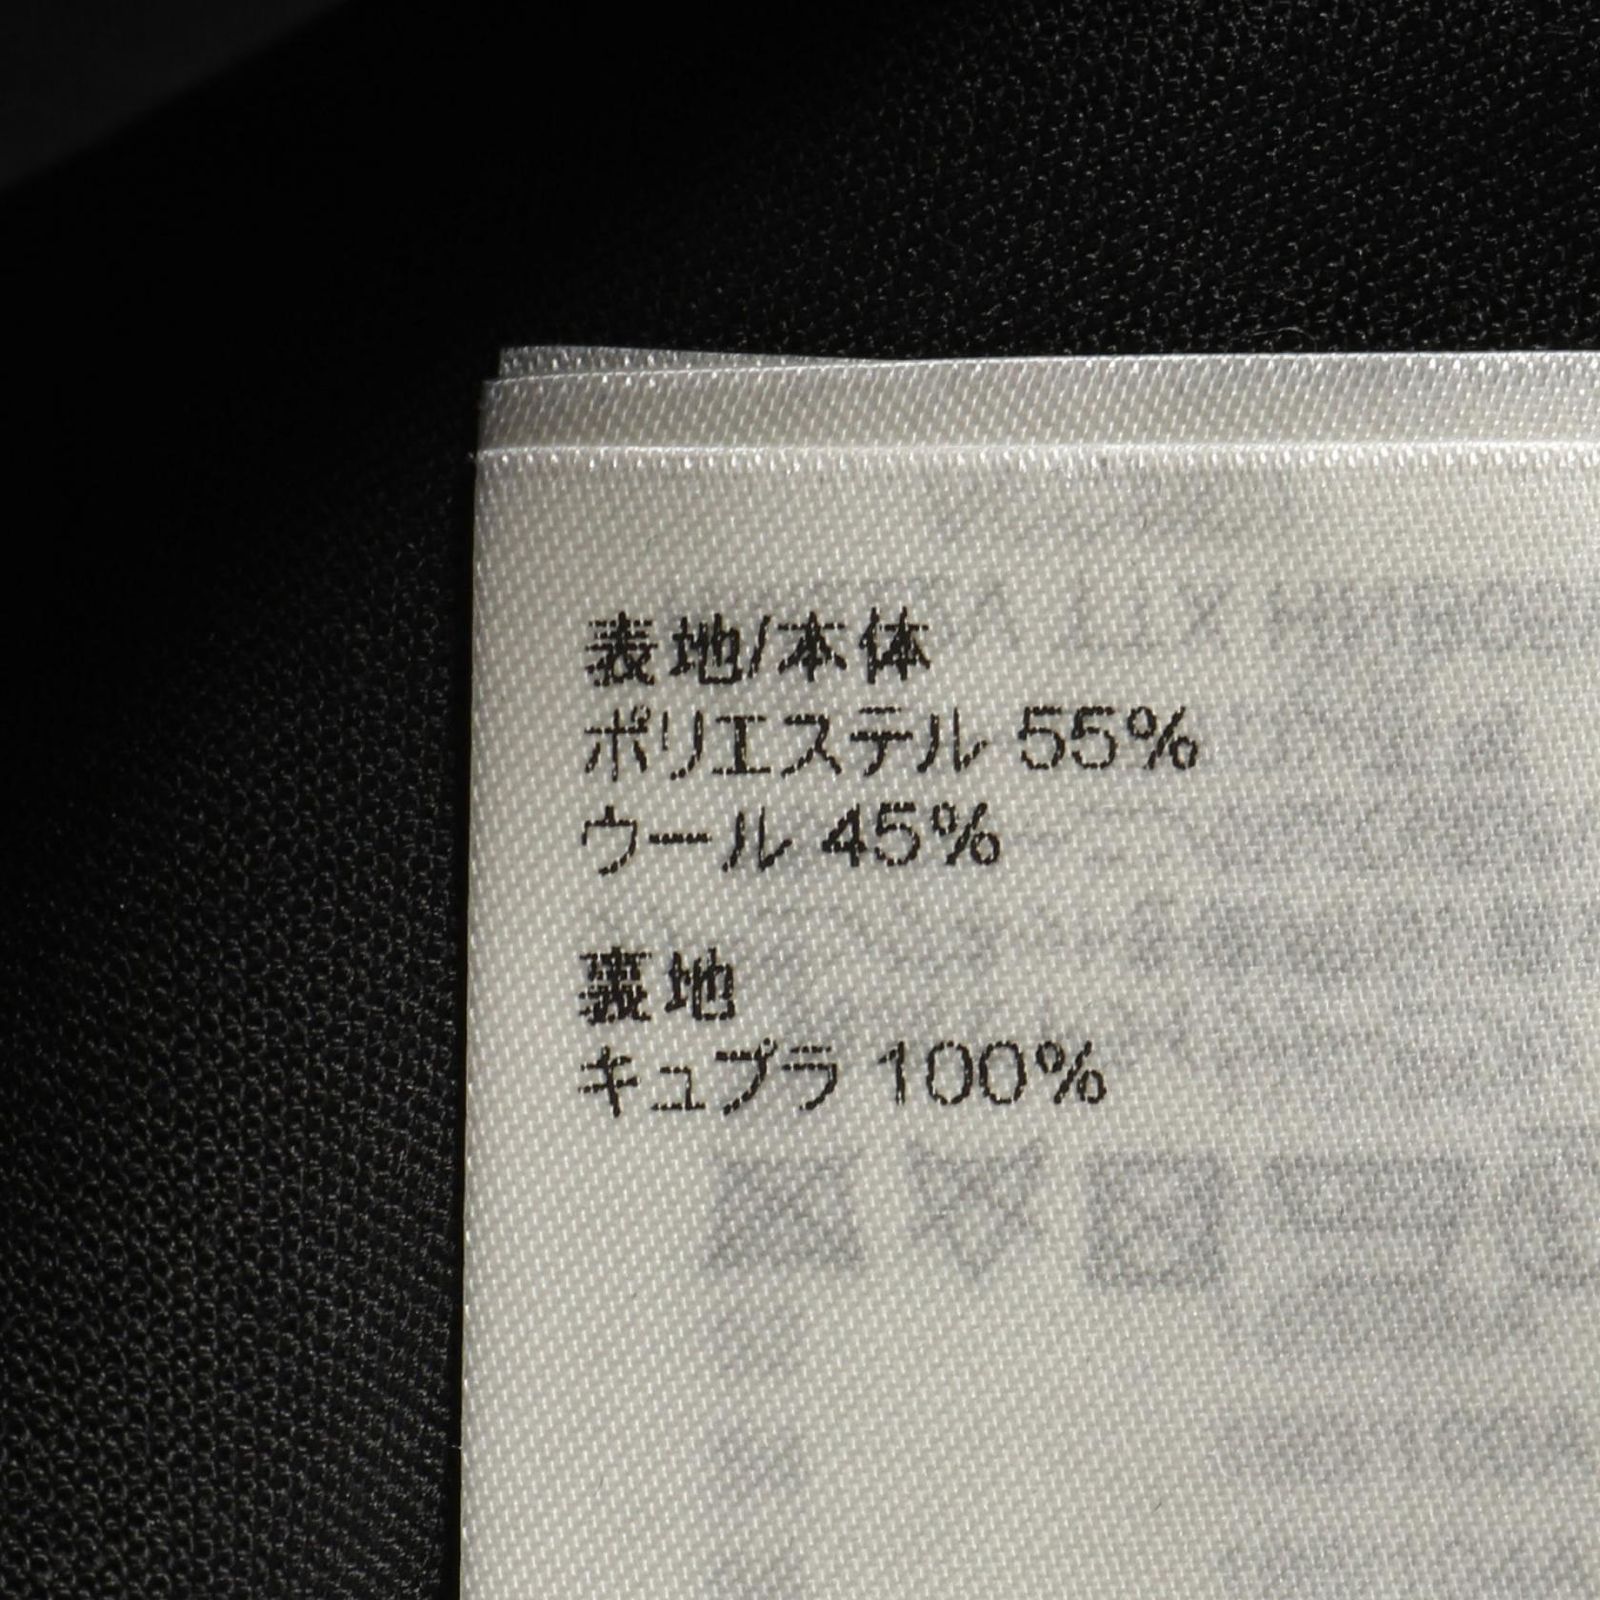 表地/本体
ポリエステル 55%
ウール 45%
裏地
キュプラ 100%